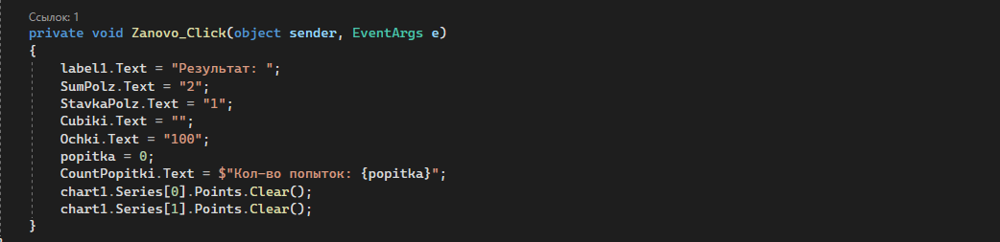 Ссылок: 1
private void Zanovo_Click(object sender, EventArgs e)
{
label1.Text = "Результат: ";
SumPolz.Text = "2";
StavkaPolz.Text = "1";
Cubiki.Text = "";
Ochki.Text = "100";
popitka = 0;
CountPopitki.Text = $"Кол-во попыток: {popitka}";
chart1.Series[0].Points.Clear();
chart1.Series[1].Points.Clear();
}